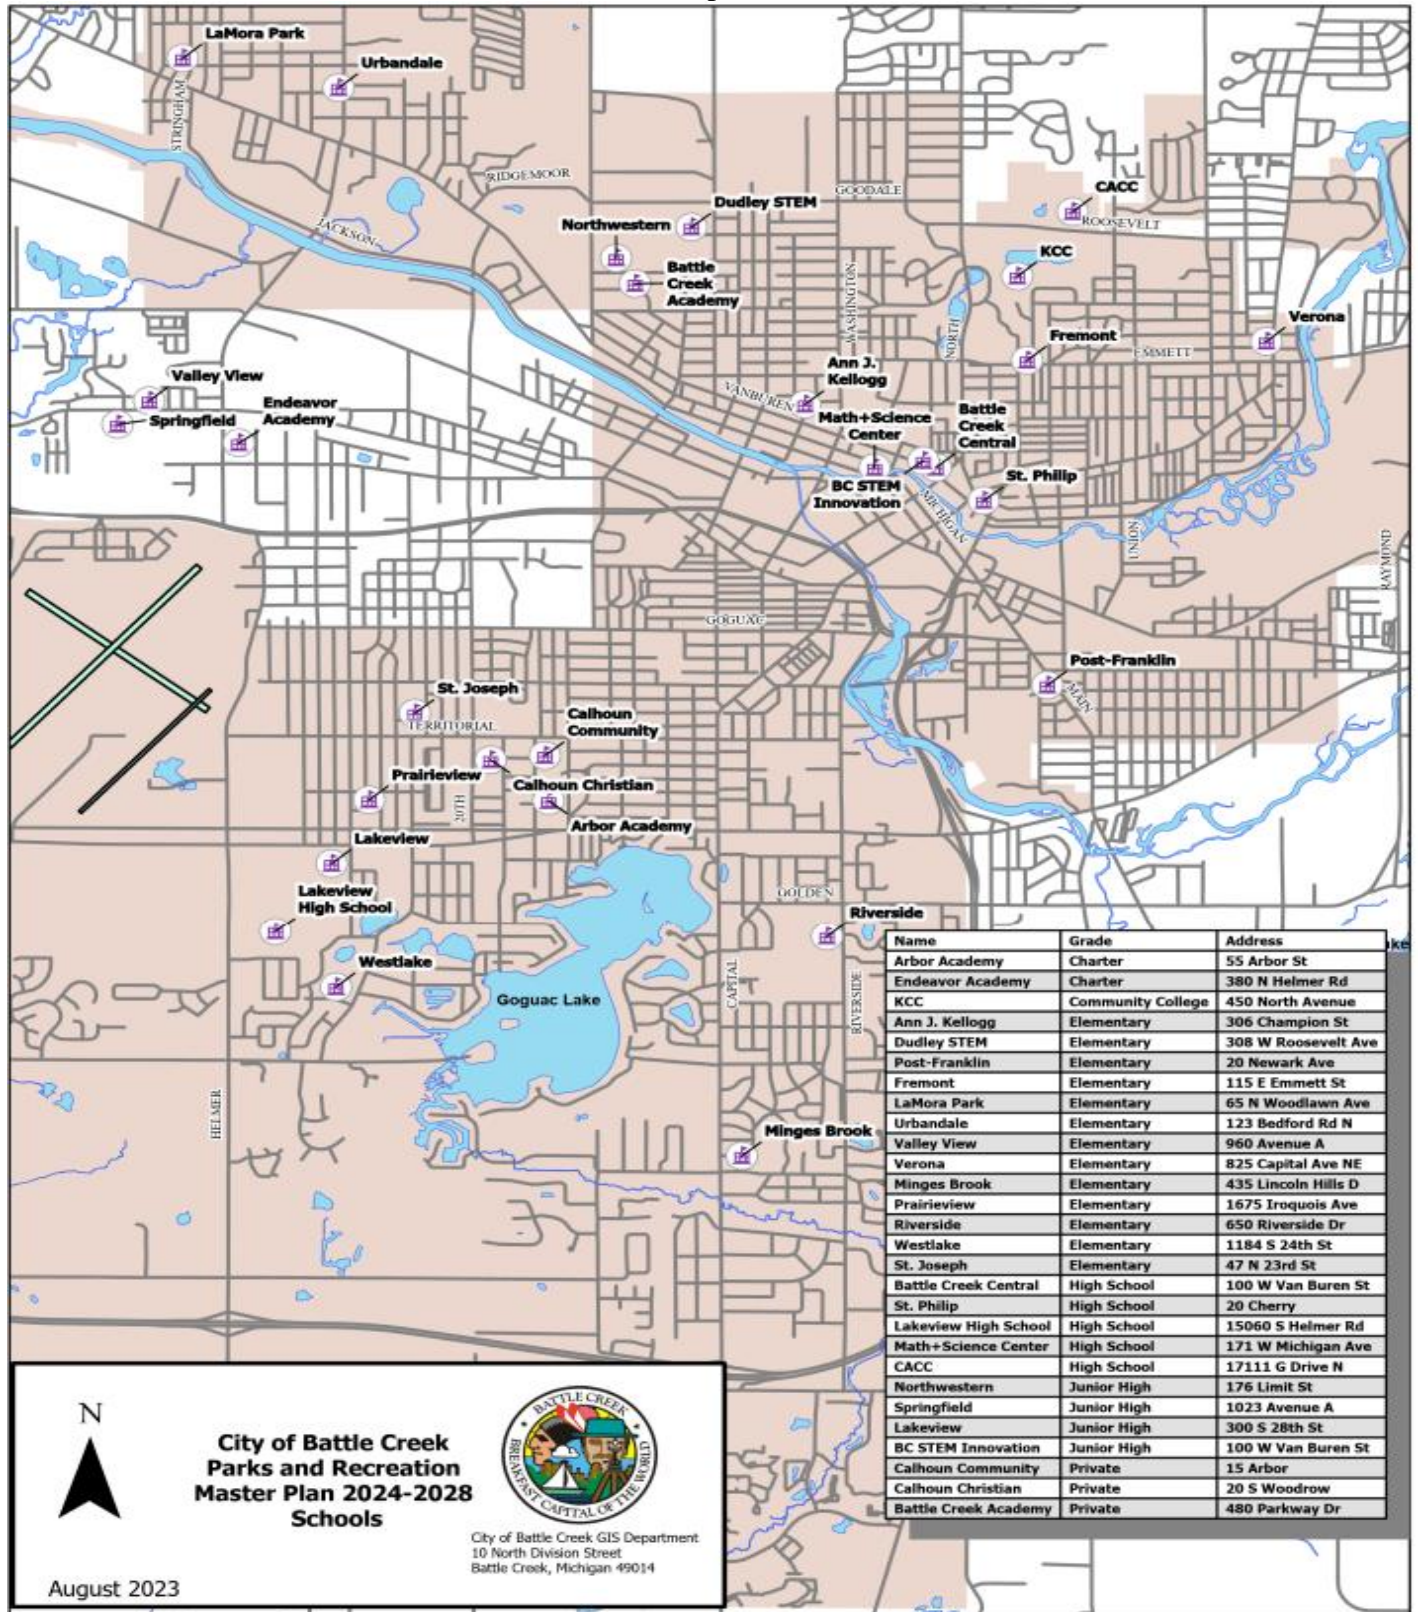 LaMora Park
Urbandale
STRINGHAM
RIDGEMOOR
JACKSON
GOODALE
CACC
ROOSEVELT
Dudley STEM
Northwestern
Battle
Creek
Academy
KCC
WASHINGTON
NORTH
Verona
Fremont
EMMETT
Ann J.
Kellogg
VANBUREN
Valley View
Springfield
Endeavor
Academy
Math+Science
Center
Battle
Creek
Central
BC STEM
Innovation
St. Philip
MICHIGAN
UNION
RAYMOND
GOGUAC
Post-Franklin
MAIN
St. Joseph
TERRITORIAL
Calhoun
Community
Prairieview
Calhoun Christian
20TH
Arbor Academy
Lakeview
Lakeview
High School
GOLDEN
Riverside
Westlake
Goguac Lake
CAPITAL
RIVERSIDE
HELMER
Minges Brook
ke
Name Grade Address
Arbor Academy Charter 55 Arbor St
Endeavor Academy Charter 380 N Helmer Rd
KCC Community College 450 North Avenue
Ann J. Kellogg Elementary 306 Champion St
Dudley STEM Elementary 308 W Roosevelt Ave
Post-Franklin Elementary 20 Newark Ave
Fremont Elementary 115 E Emmett St
LaMora Park Elementary 65 N Woodlawn Ave
Urbandale Elementary 123 Bedford Rd N
Valley View Elementary 960 Avenue A
Verona Elementary 825 Capital Ave NE
Minges Brook Elementary 435 Lincoln Hills D
Prairieview Elementary 1675 Iroquois Ave
Riverside Elementary 650 Riverside Dr
Westlake Elementary 1184 S 24th St
St. Joseph Elementary 47 N 23rd St
Battle Creek Central High School 100 W Van Buren St
St. Philip High School 20 Cherry
Lakeview High School High School 15060 S Helmer Rd
Math+Science Center High School 171 W Michigan Ave
CACC High School 17111 G Drive N
Northwestern Junior High 176 Limit St
Springfield Junior High 1023 Avenue A
Lakeview Junior High 300 S 28th St
BC STEM Innovation Junior High 100 W Van Buren St
Calhoun Community Private 15 Arbor
Calhoun Christian Private 20 S Woodrow
Battle Creek Academy Private 480 Parkway Dr
N
City of Battle Creek
Parks and Recreation
Master Plan 2024-2028
Schools
BATTLE CREEK
BREAKFAST CAPITAL OF THE WORLD
City of Battle Creek GIS Department
10 North Division Street
Battle Creek, Michigan 49014
August 2023